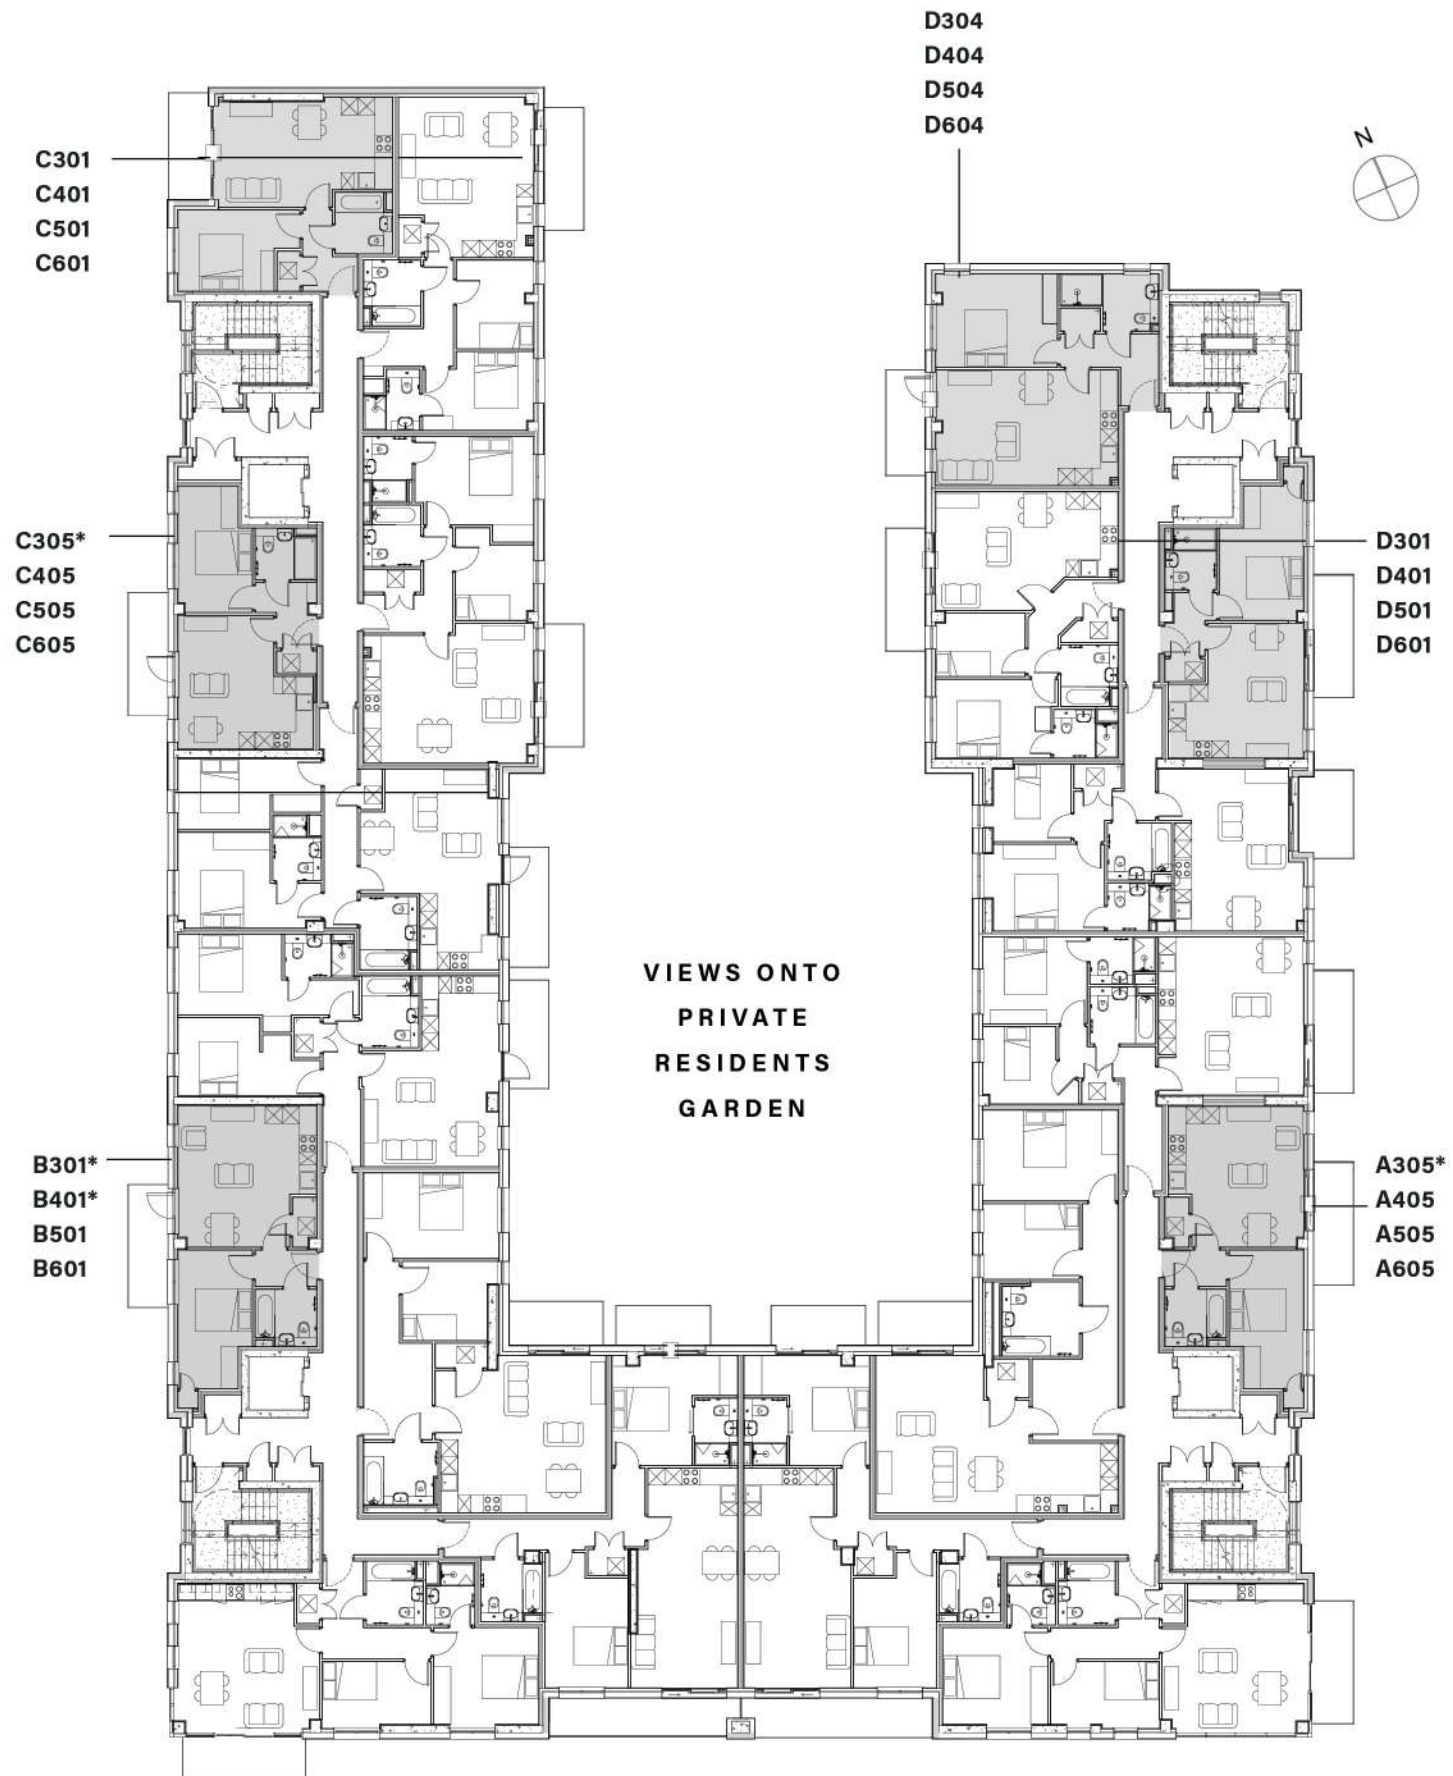 D304
D404
D504
D604
N
C301
C401
C501
C601
C305*
C405
C505
C605
D301
D401
D501
D601
VIEWS ONTO
PRIVATE
RESIDENTS
GARDEN
B301*
B401*
B501
B601
A305*
A405
A505
A605